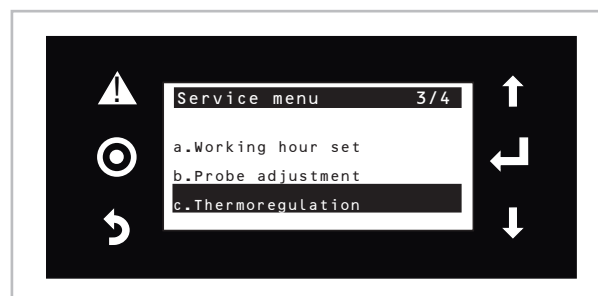 Service menu 3/4
a.Working hour set
b.Probe adjustment
c.Thermoregulation